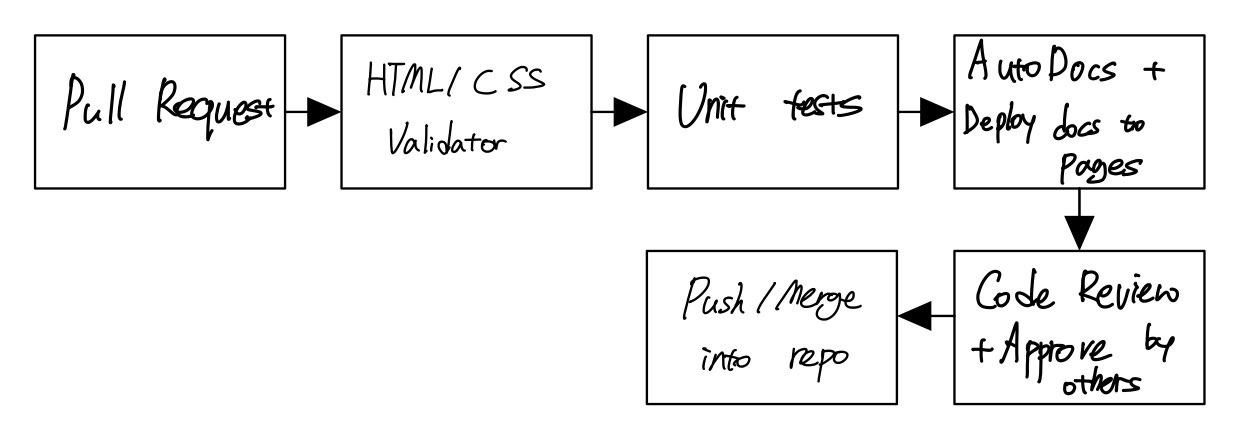 Pull Request
HTML/CSS
Validator
Unit tests
AutoDocs +
Deploy docs to
Pages
Code Review
+ Approve by
others
Push/Merge
into repo